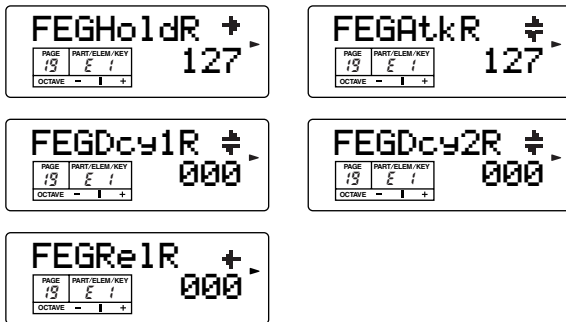 FEGHoldR
PAGE PART/ELEM/KEY
19 E 1 127
OCTAVE – +
FEGAtkR
PAGE PART/ELEM/KEY
19 E 1 127
OCTAVE – +
FEGDcy1R
PAGE PART/ELEM/KEY
19 E 1 000
OCTAVE – +
FEGDcy2R
PAGE PART/ELEM/KEY
19 E 1 000
OCTAVE – +
FEGRelR
PAGE PART/ELEM/KEY
19 E 1 000
OCTAVE – +